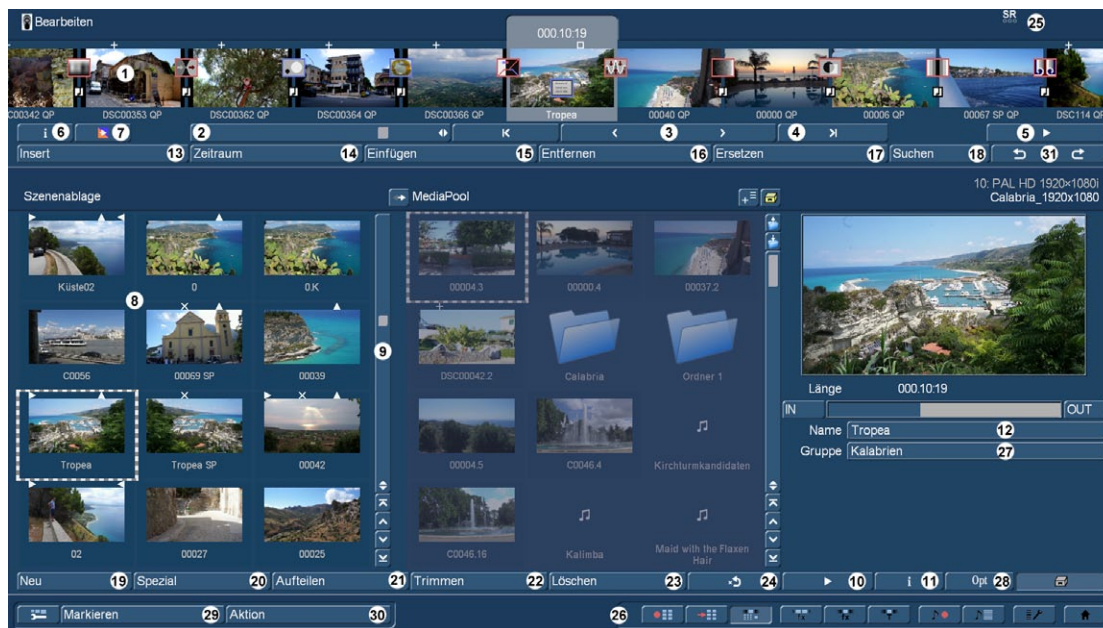 Bearbeiten
SR
25
000.10:19
1
DSC00342 QP DSC00353 QP DSC00362 QP DSC00364 QP DSC00366 QP Tropea 00040 QP 00000 QP 00006 QP 00067 SP QP DSC114 QP
i 6 7 2 3 4 5
Insert 13 Zeitraum 14 Einfügen 15 Entfernen 16 Ersetzen 17 Suchen 18 31
10: PAL HD 1920x1080i
Szenenablage MediaPool Calabria_1920x1080
Küste02 0 0.K 00004.3 00000.4 00037.2
8
C0056 00069 SP 00039 9 DSC00042.2 Calabria Ordner 1
Länge 000.10:19
IN OUT
Name Tropea 12
Gruppe Kalabrien 27
Tropea Tropea SP 00042 00004.5 C0046.4 Kirchturmkandidalen
02 00027 00025 C0046.16 Kalimba Maid with the Flaxen
Hair
Neu 19 Spezial 20 Aufteilen 21 Trimmen 22 Löschen 23 24 10 i 11 Opt 28
Markieren 29 Aktion 30 26